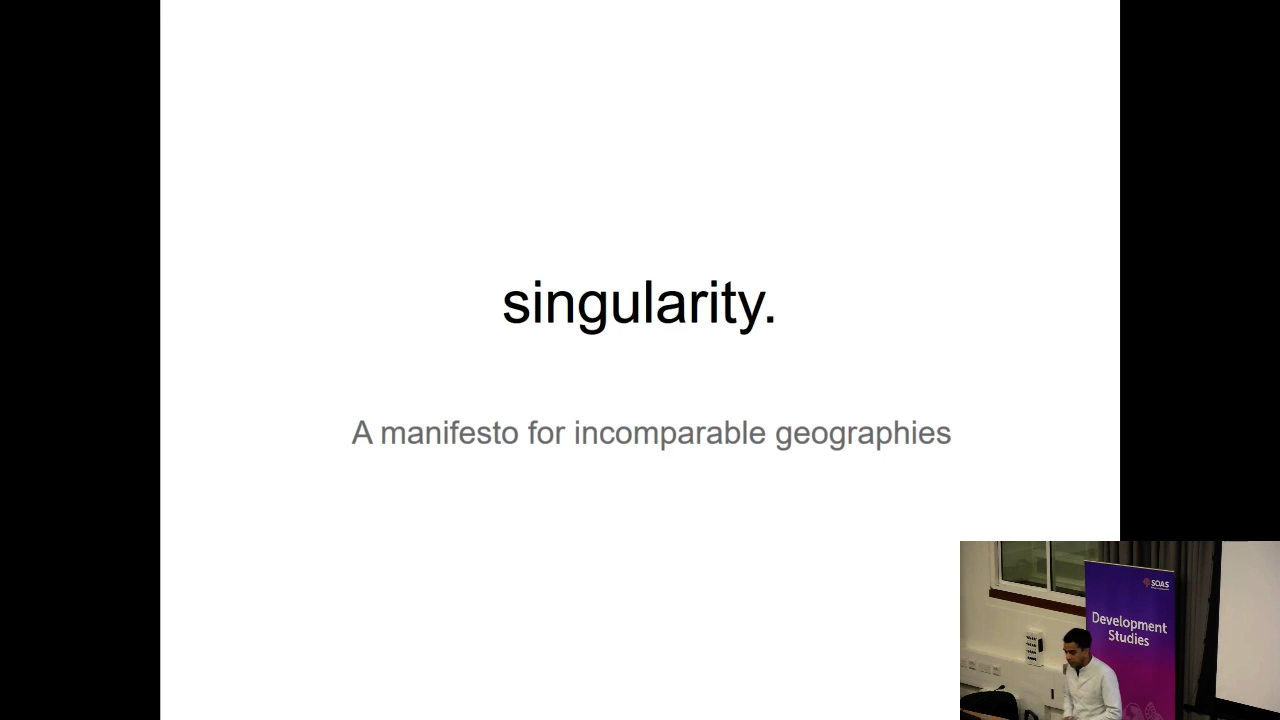 singularity.
A manifesto for incomparable geographies
SOAS
Development
Studies